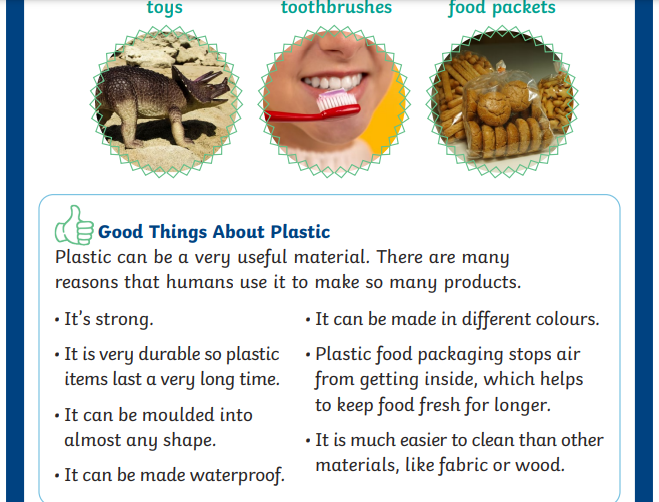 toys
toothbrushes
food packets
Good Things About Plastic
Plastic can be a very useful material. There are many
reasons that humans use it to make so many products.
• It's strong.
• It is very durable so plastic
items last a very long time.
• It can be moulded into
almost any shape.
• It can be made waterproof.
• It can be made in different colours.
• Plastic food packaging stops air
from getting inside, which helps
to keep food fresh for longer.
• It is much easier to clean than other
materials, like fabric or wood.